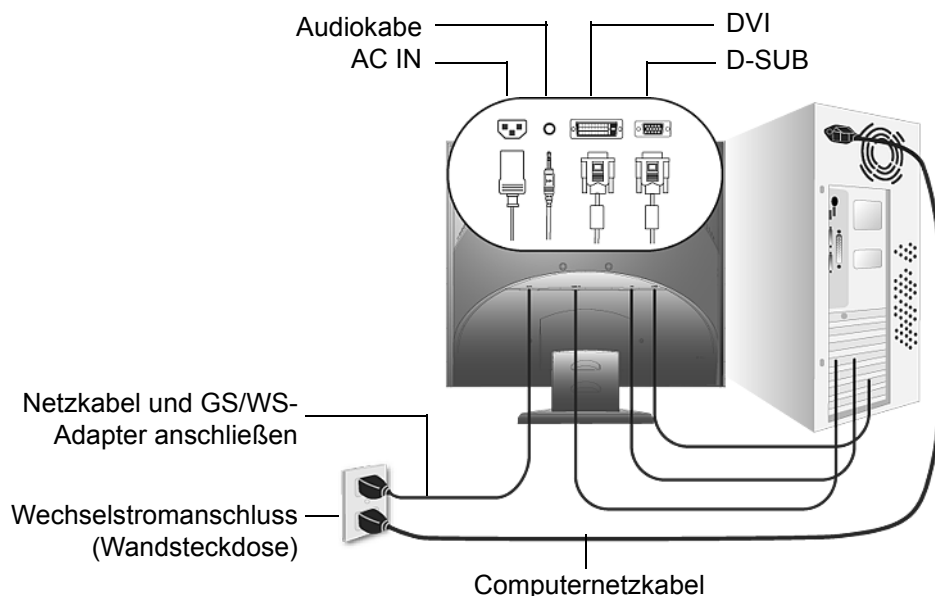 Audiokabe
AC IN
DVI
D-SUB
Netzkabel und GS/WS-
Adapter anschließen
Wechselstromanschluss
(Wandsteckdose)
Computernetzkabel